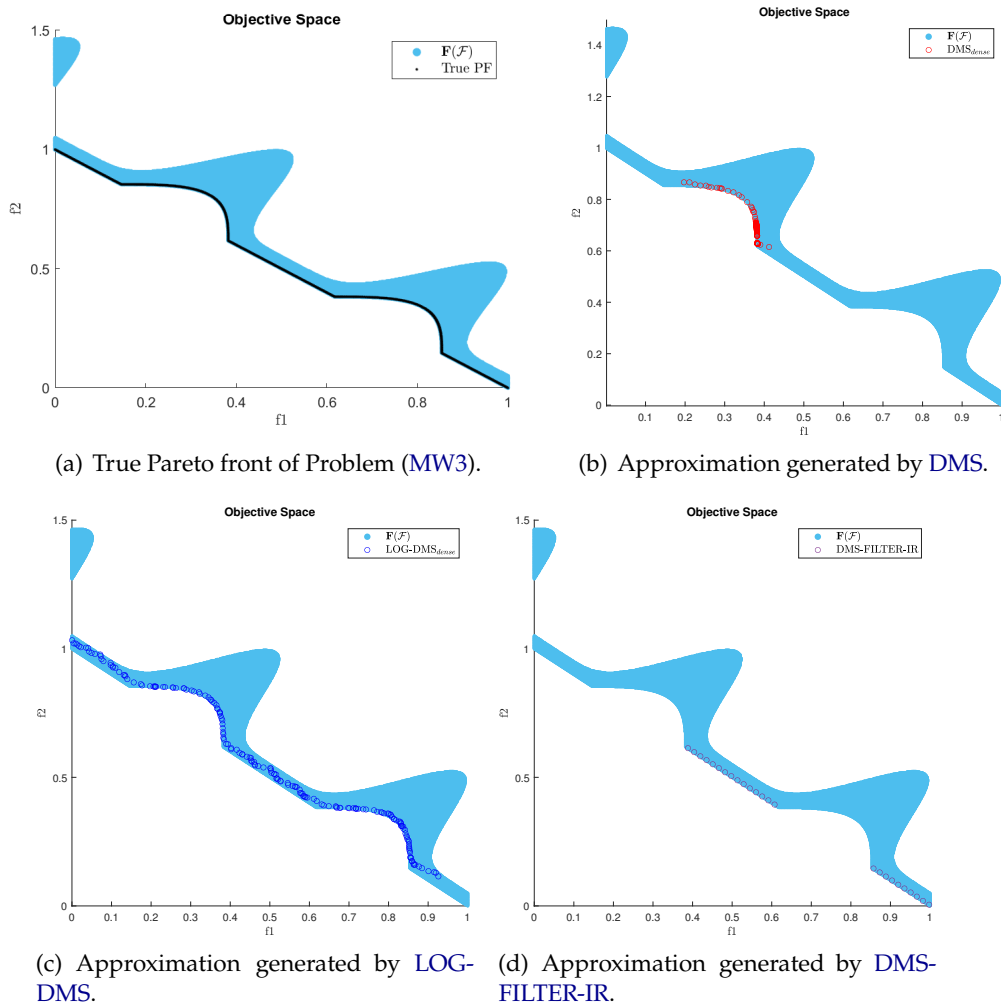 Objective Space
1.5
1
0.5
0
f2
0 0.2 0.4 0.6 0.8 1
f1
F(F)
True PF
(a) True Pareto front of Problem (MW3).
Objective Space
1.4
1.2
1
0.8
0.6
0.4
0.2
0
f2
0.1 0.2 0.3 0.4 0.5 0.6 0.7 0.8 0.9 1
f1
F(F)
DMS_dense
(b) Approximation generated by DMS.
Objective Space
1.5
1
0.5
0
f2
0 0.1 0.2 0.3 0.4 0.5 0.6 0.7 0.8 0.9 1
f1
F(F)
LOG-DMS_dense
(c) Approximation generated by LOG-
DMS.
Objective Space
1.5
1
0.5
0
f2
0 0.1 0.2 0.3 0.4 0.5 0.6 0.7 0.8 0.9 1
f1
F(F)
DMS-FILTER-IR
(d) Approximation generated by DMS-
FILTER-IR.